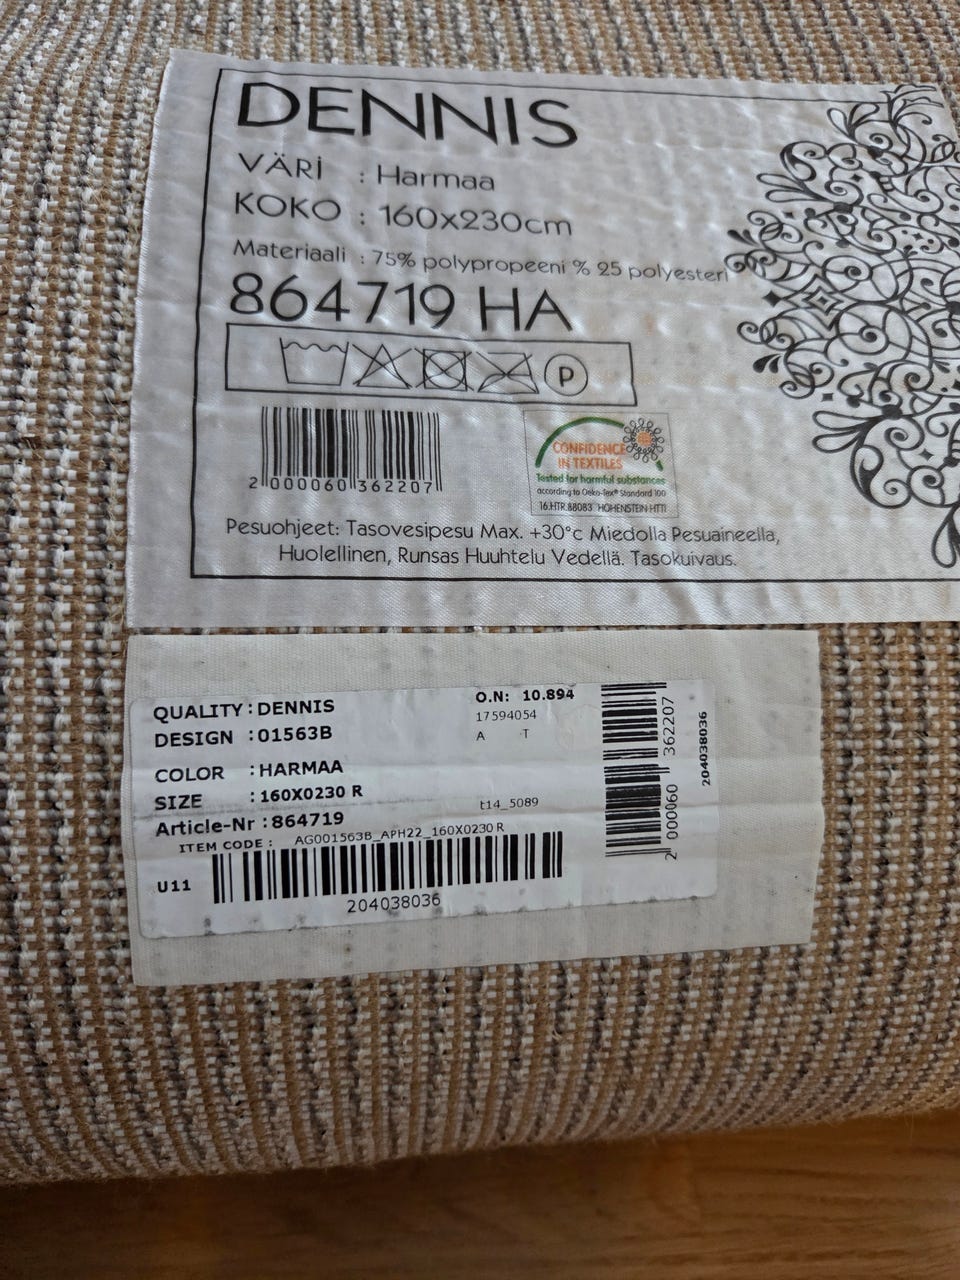 DENNIS
VÄRI : Harmaa
KOKO : 160x230cm
Materiaali : 75% polypropeeni % 25 polyesteri
864719 HA
P
2 000060 362207
CONFIDENCE
IN TEXTILES
Tested for harmful substances
according to Oeko-Tex® Standard 100
16.HTR.88083 HOHENSTEIN HTTI
Pesuohjeet: Tasovesipesu Max. +30°c Miedolla Pesuaineella,
Huolellinen, Runsas Huuhtelu Vedellä. Tasokuivaus.
QUALITY : DENNIS
DESIGN : 01563B
COLOR : HARMAA
SIZE : 160X0230 R
Article-Nr : 864719
ITEM CODE : AG001563B_APH22_160X0230 R
U11
204038036
O.N: 10.894
17594054
A T
t14_5089
2 000060 362207
204038036